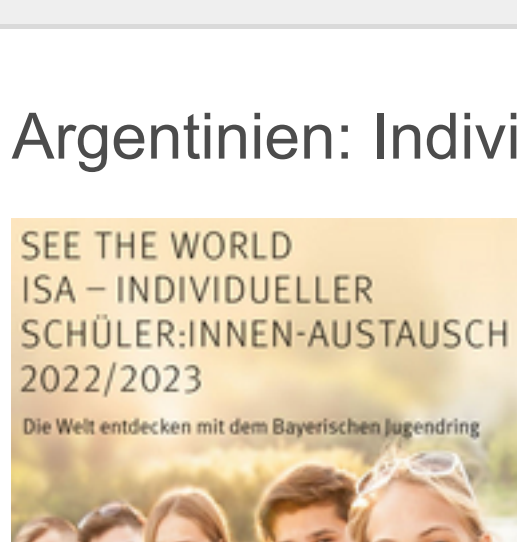 Argentinien: Indivi
SEE THE WORLD
ISA – INDIVIDUELLER
SCHÜLER:INNEN-AUSTAUSCH
2022/2023
Die Welt entdecken mit dem Bayerischen Jugendring